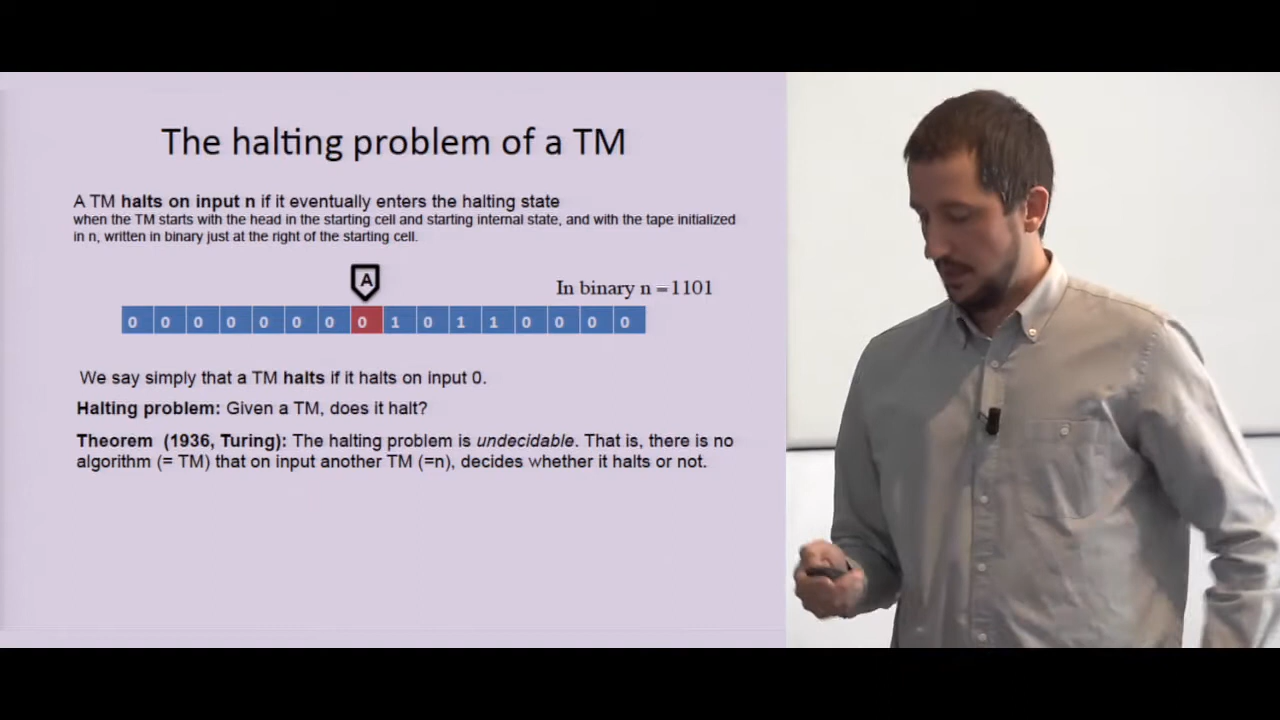 The halting problem of a TM
A TM halts on input n if it eventually enters the halting state
when the TM starts with the head in the starting cell and starting internal state, and with the tape initialized
in n, written in binary just at the right of the starting cell.
A
In binary n =1101
0 0 0 0 0 0 0 0 1 0 1 1 0 0 0 0
We say simply that a TM halts if it halts on input 0.
Halting problem: Given a TM, does it halt?
Theorem (1936, Turing): The halting problem is undecidable. That is, there is no
algorithm (= TM) that on input another TM (=n), decides whether it halts or not.